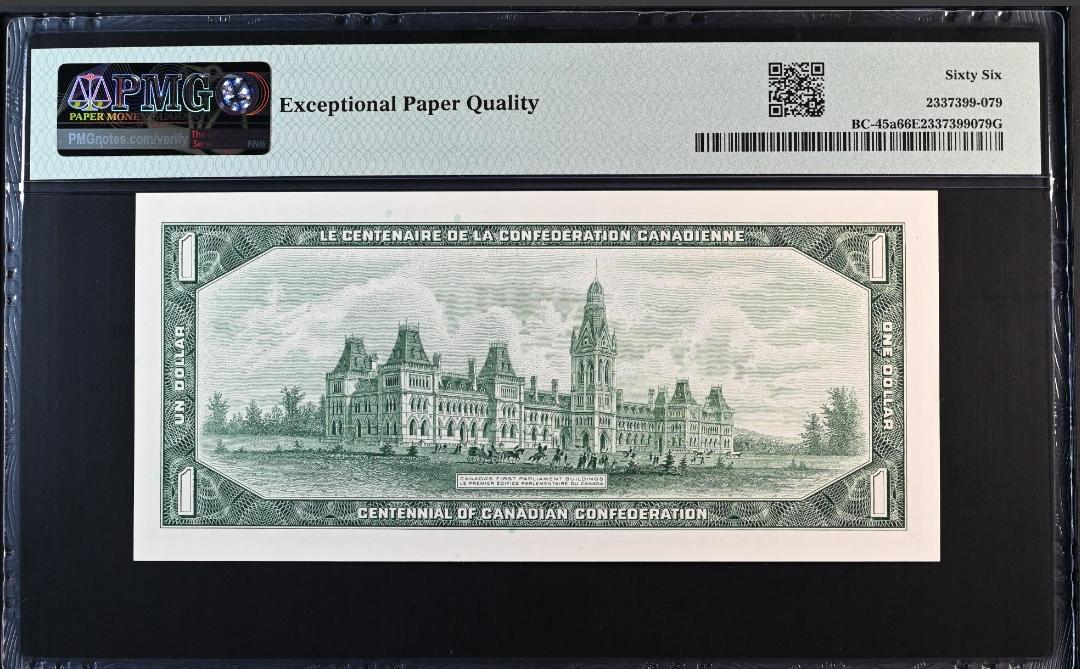 PMG
PAPER MONEY GUARANTY
PMGnotes.com/verify
PNG
Exceptional Paper Quality
Sixty Six
2337399-079
BC-45a66E2337399079G
LE CENTENAIRE DE LA CONFEDERATION CANADIENNE
1
1
UN DOLLAR
ONE DOLLAR
CANADA'S FIRST PARLIAMENT BUILDINGS
LE PREMIER EDIFICE PARLEMENTAIRE DU CANADA
1
1
CENTENNIAL OF CANADIAN CONFEDERATION